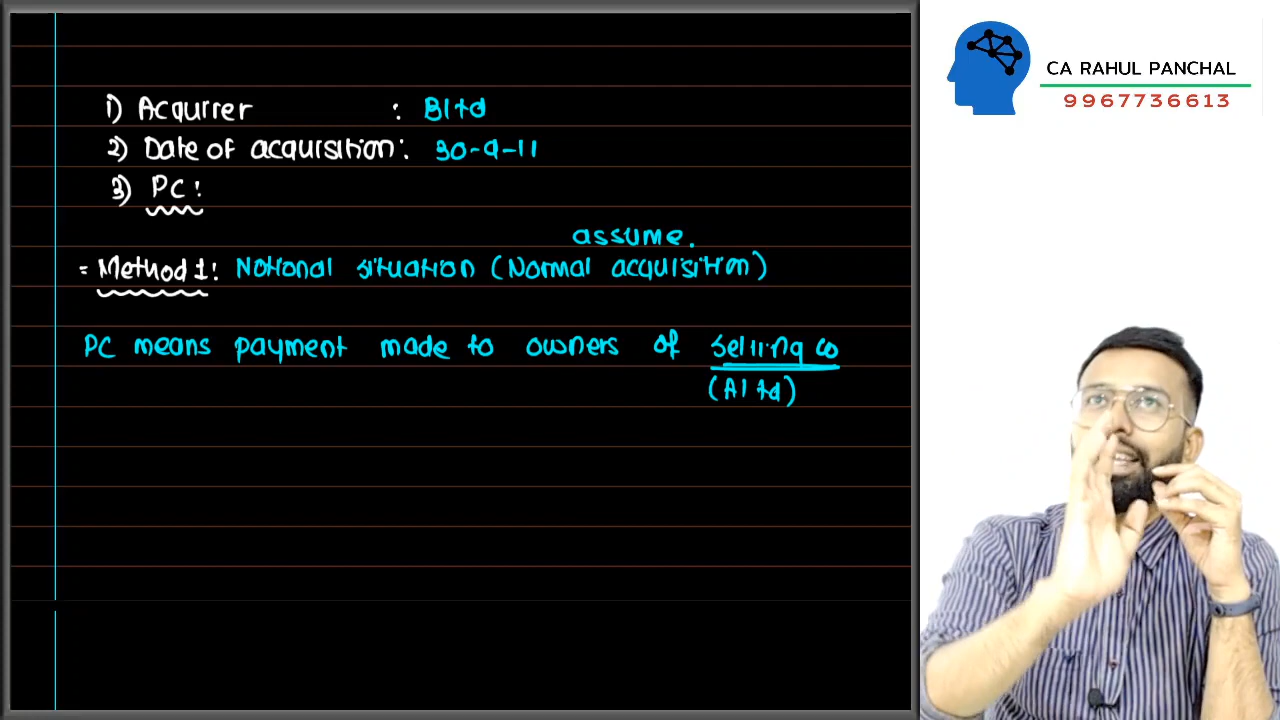 1) Acquirer : B ltd
2) Date of acquisition: 30-9-11
3) PC:
assume.
= Method 1: Notional situation (Normal acquisition)
PC means payment made to owners of selling co
(A ltd)
CA RAHUL PANCHAL
9967736613